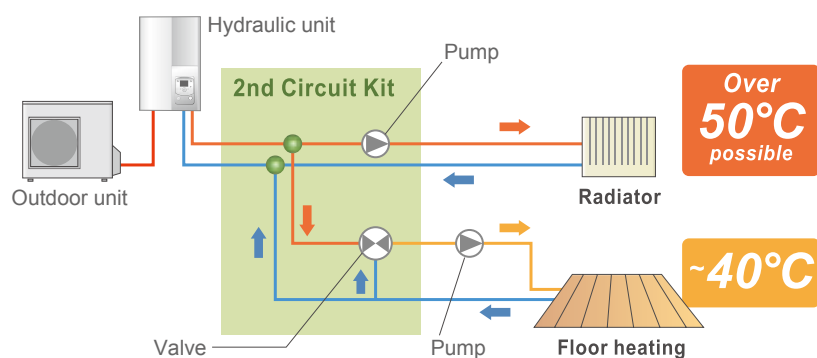 Hydraulic unit
Pump
2nd Circuit Kit
Over
50°C
possible
Outdoor unit
Radiator
~40°C
Valve
Pump
Floor heating